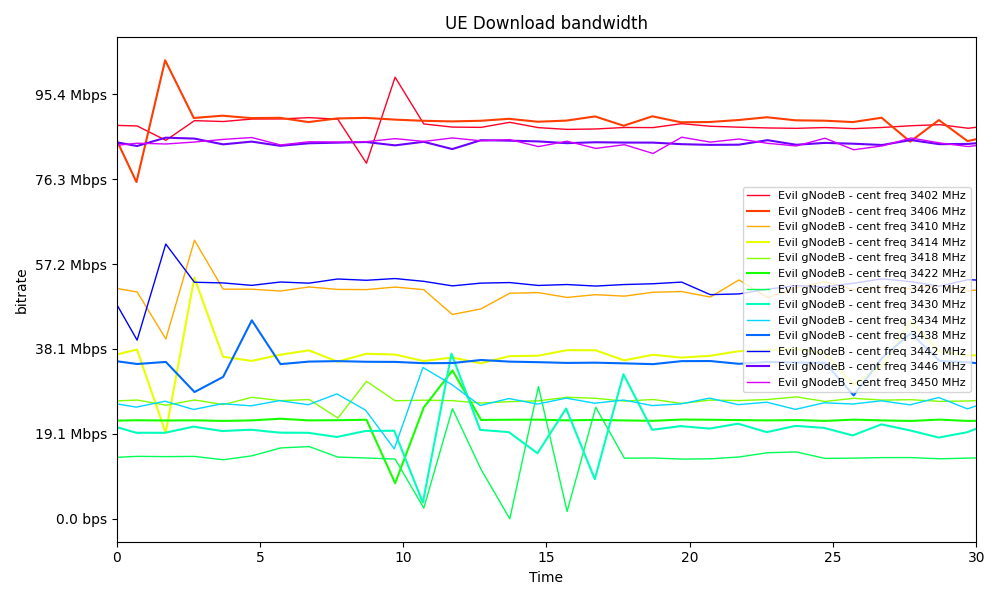 UE Download bandwidth
bitrate
95.4 Mbps
76.3 Mbps
57.2 Mbps
38.1 Mbps
19.1 Mbps
0.0 bps
Evil gNodeB - cent freq 3402 MHz
Evil gNodeB - cent freq 3406 MHz
Evil gNodeB - cent freq 3410 MHz
Evil gNodeB - cent freq 3414 MHz
Evil gNodeB - cent freq 3418 MHz
Evil gNodeB - cent freq 3422 MHz
Evil gNodeB - cent freq 3426 MHz
Evil gNodeB - cent freq 3430 MHz
Evil gNodeB - cent freq 3434 MHz
Evil gNodeB - cent freq 3438 MHz
Evil gNodeB - cent freq 3442 MHz
Evil gNodeB - cent freq 3446 MHz
Evil gNodeB - cent freq 3450 MHz
0 5 10 15 20 25 30
Time